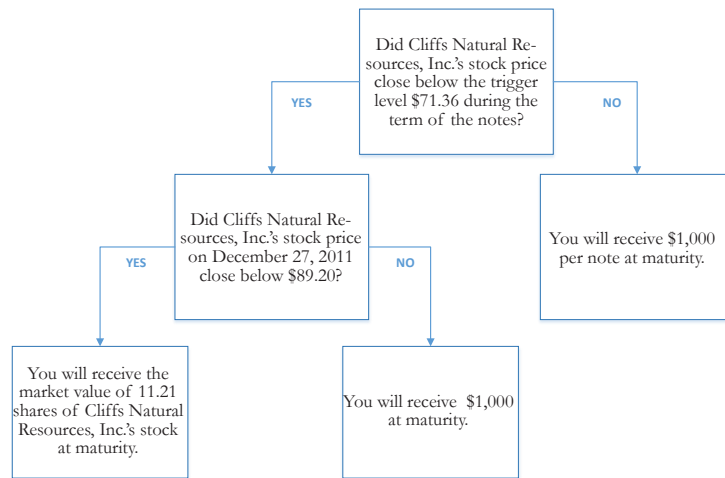 Did Cliffs Natural Re-
sources, Inc.'s stock price
close below the trigger
level $71.36 during the
term of the notes?
YES
NO
Did Cliffs Natural Re-
sources, Inc.'s stock price
on December 27, 2011
close below $89.20?
You will receive $1,000
per note at maturity.
YES
NO
You will receive the
market value of 11.21
shares of Cliffs Natural
Resources, Inc.'s stock
at maturity.
You will receive  $1,000
at maturity.